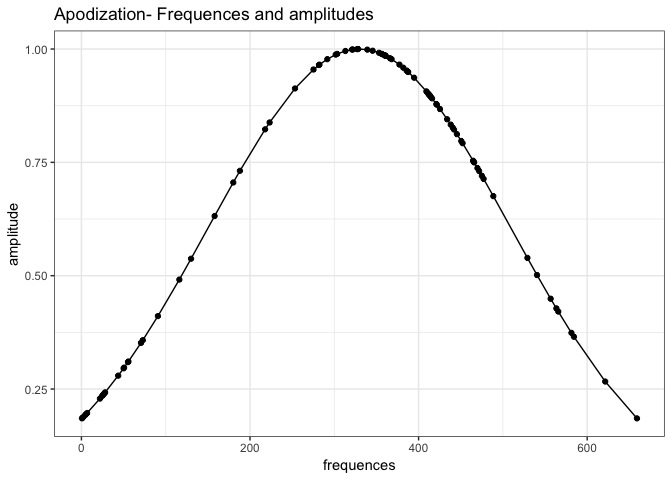 Apodization- Frequences and amplitudes
1.00
0.75
0.50
0.25
amplitude
0 200 400 600
frequences